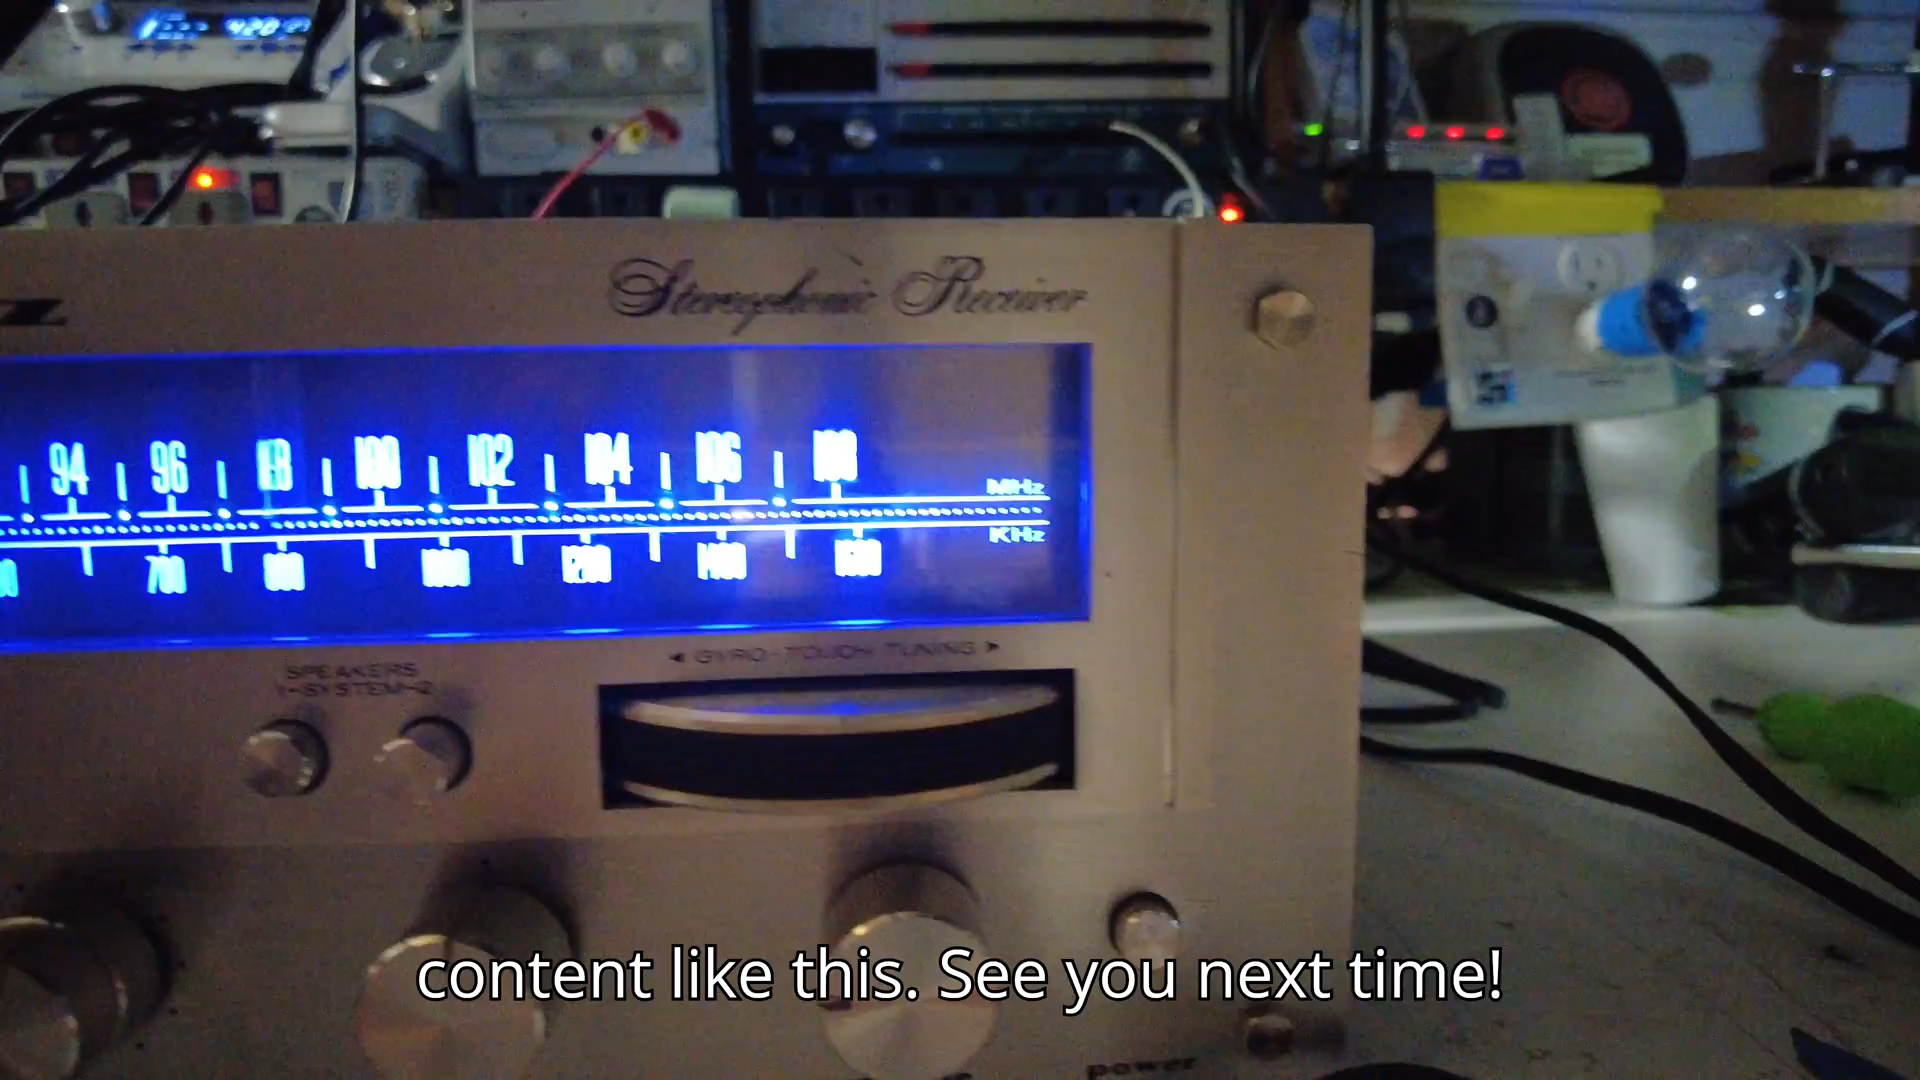 z
Stereophonic Receiver
94 96 98 100 102 104 106 108 MHz
700 800 1000 1200 1400 1600 KHz
◄ GYRO-TOUCH TUNING ►
SPEAKERS
1-SYSTEM-2
content like this. See you next time!
power